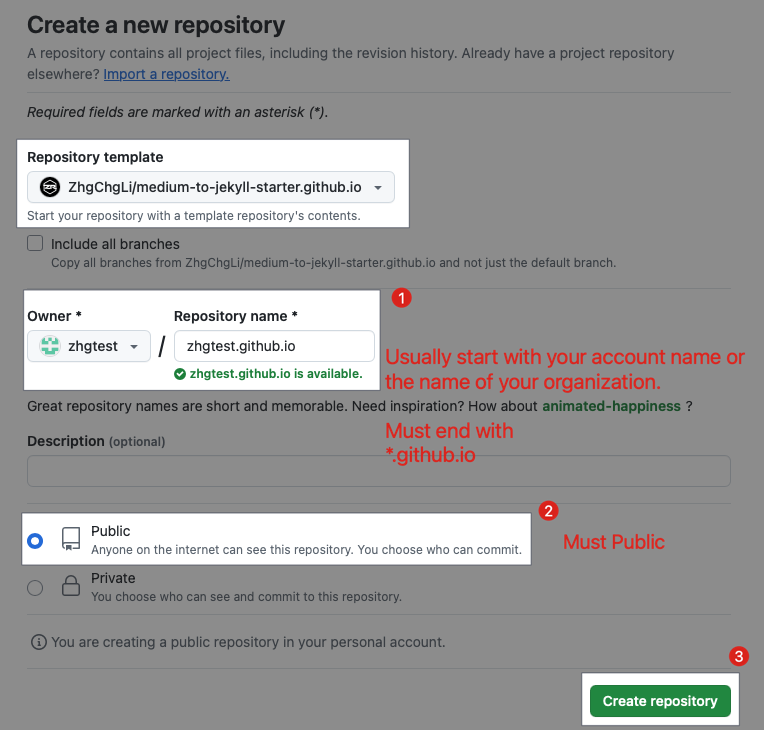 Create a new repository
A repository contains all project files, including the revision history. Already have a project repository
elsewhere? Import a repository.
Required fields are marked with an asterisk (*).
Repository template
ZhgChgLi/medium-to-jekyll-starter.github.io
Start your repository with a template repository's contents.
Include all branches
Copy all branches from ZhgChgLi/medium-to-jekyll-starter.github.io and not just the default branch.
1
Owner * Repository name *
zhgtest / zhgtest.github.io
zhgtest.github.io is available.
Usually start with your account name or
the name of your organization.
Great repository names are short and memorable. Need inspiration? How about animated-happiness ?
Must end with
*.github.io
Description (optional)
2
Public
Anyone on the internet can see this repository. You choose who can commit.
Must Public
Private
You choose who can see and commit to this repository.
You are creating a public repository in your personal account.
3
Create repository